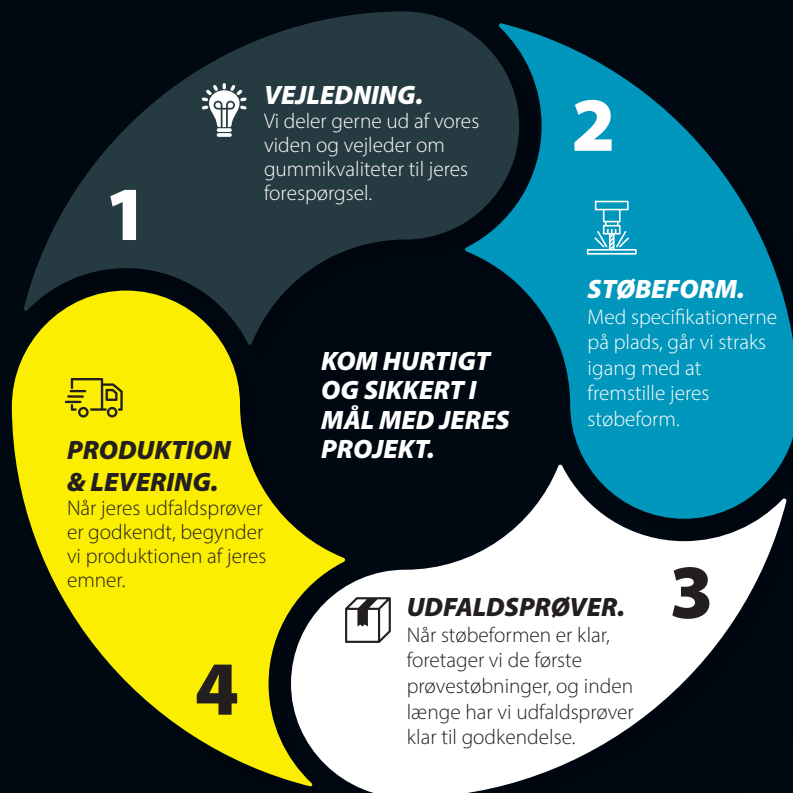 1
VEJLEDNING.
Vi deler gerne ud af vores
viden og vejleder om
gummikvaliteter til jeres
forespørgsel.
2
STØBEFORM.
Med specifikationerne
på plads, går vi straks
igang med at
fremstille jeres
støbeform.
KOM HURTIGT
OG SIKKERT I
MÅL MED JERES
PROJEKT.
3
UDFALDSPRØVER.
Når støbeformen er klar,
foretager vi de første
prøvestøbninger, og inden
længe har vi udfaldsprøver
klar til godkendelse.
4
PRODUKTION
& LEVERING.
Når jeres udfaldsprøver
er godkendt, begynder
vi produktionen af jeres
emner.